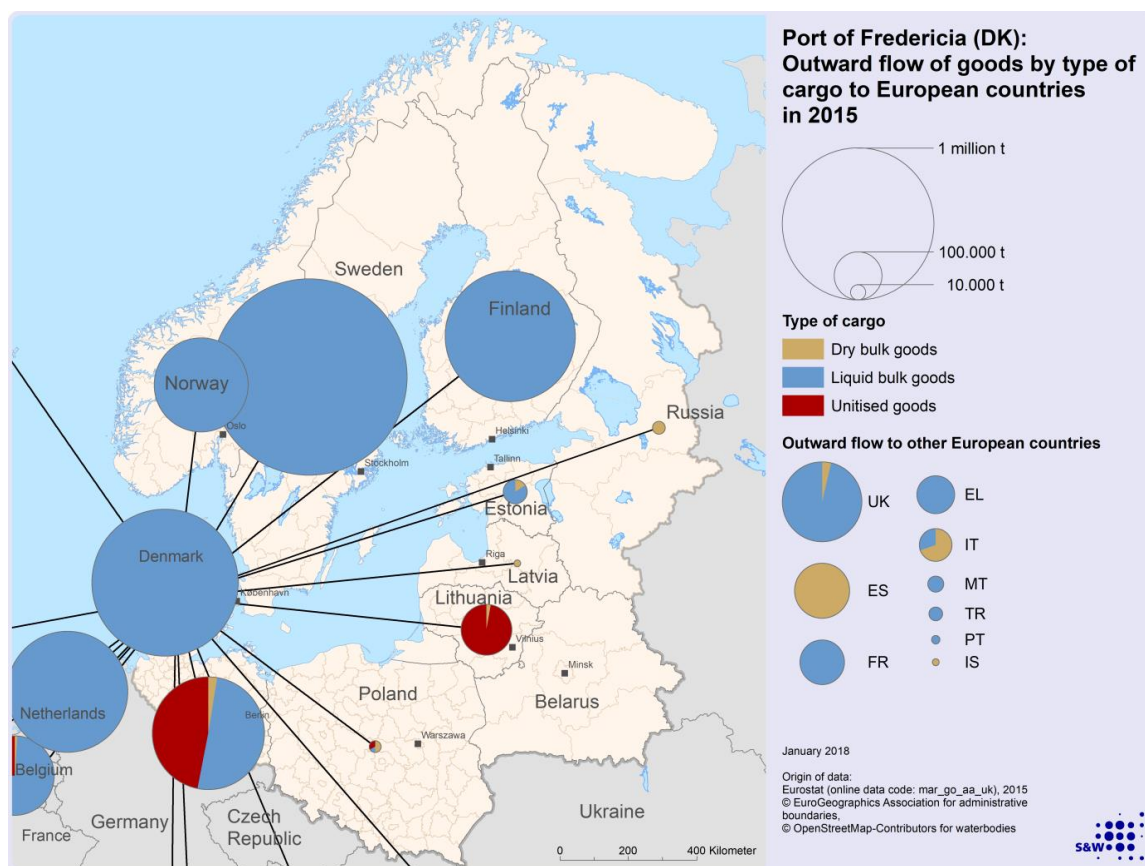 Port of Fredericia (DK):
Outward flow of goods by type of
cargo to European countries
in 2015
1 million t
100.000 t
10.000 t
Type of cargo
Dry bulk goods
Liquid bulk goods
Unitised goods
Outward flow to other European countries
UK
EL
IT
ES
MT
TR
PT
FR
IS
January 2018
Origin of data:
Eurostat (online data code: mar_go_aa_uk), 2015
© EuroGeographics Association for administrative
boundaries,
© OpenStreetMap-Contributors for waterbodies
S&W
Sweden
Finland
Norway
Oslo
Russia
Helsinki
Stockholm
Tallinn
Estonia
Denmark
Riga
Latvia
København
Lithuania
Vilnius
Minsk
Poland
Belarus
Netherlands
Berlin
Warszawa
Belgium
Ukraine
Germany
Czech
Republic
France
0 200 400 Kilometer